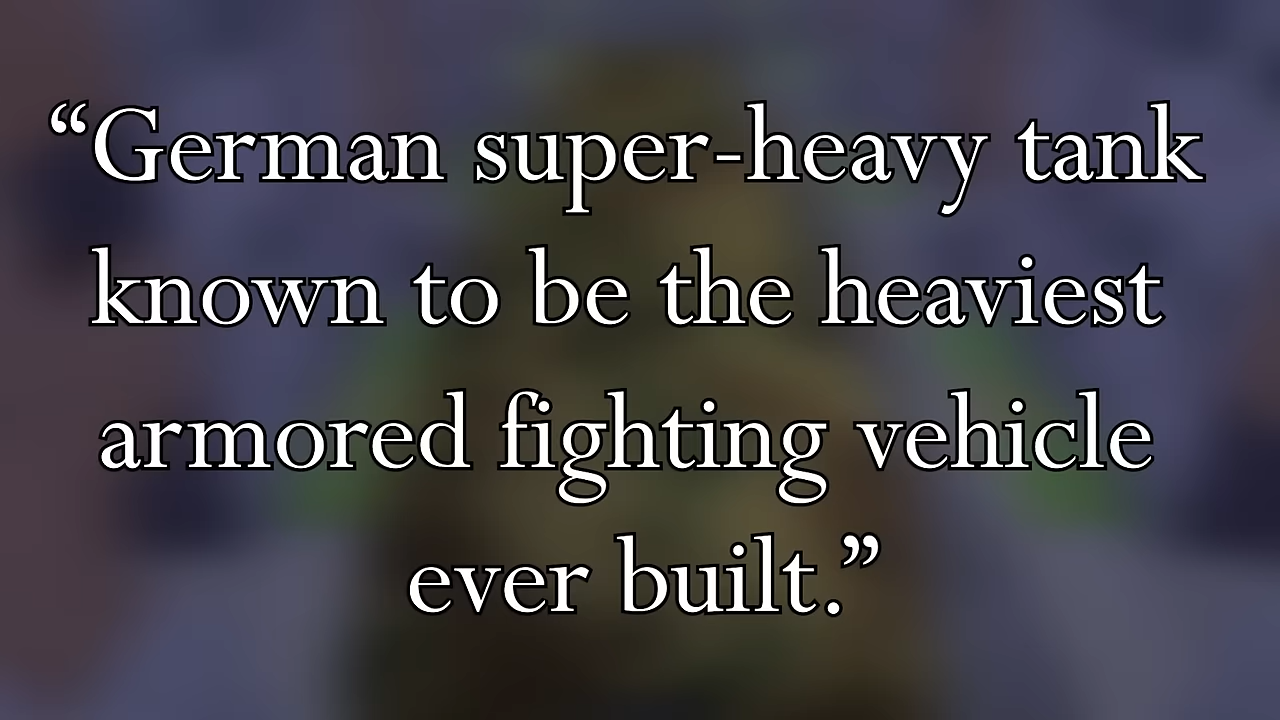 “German super-heavy tank
known to be the heaviest
armored fighting vehicle
ever built.”